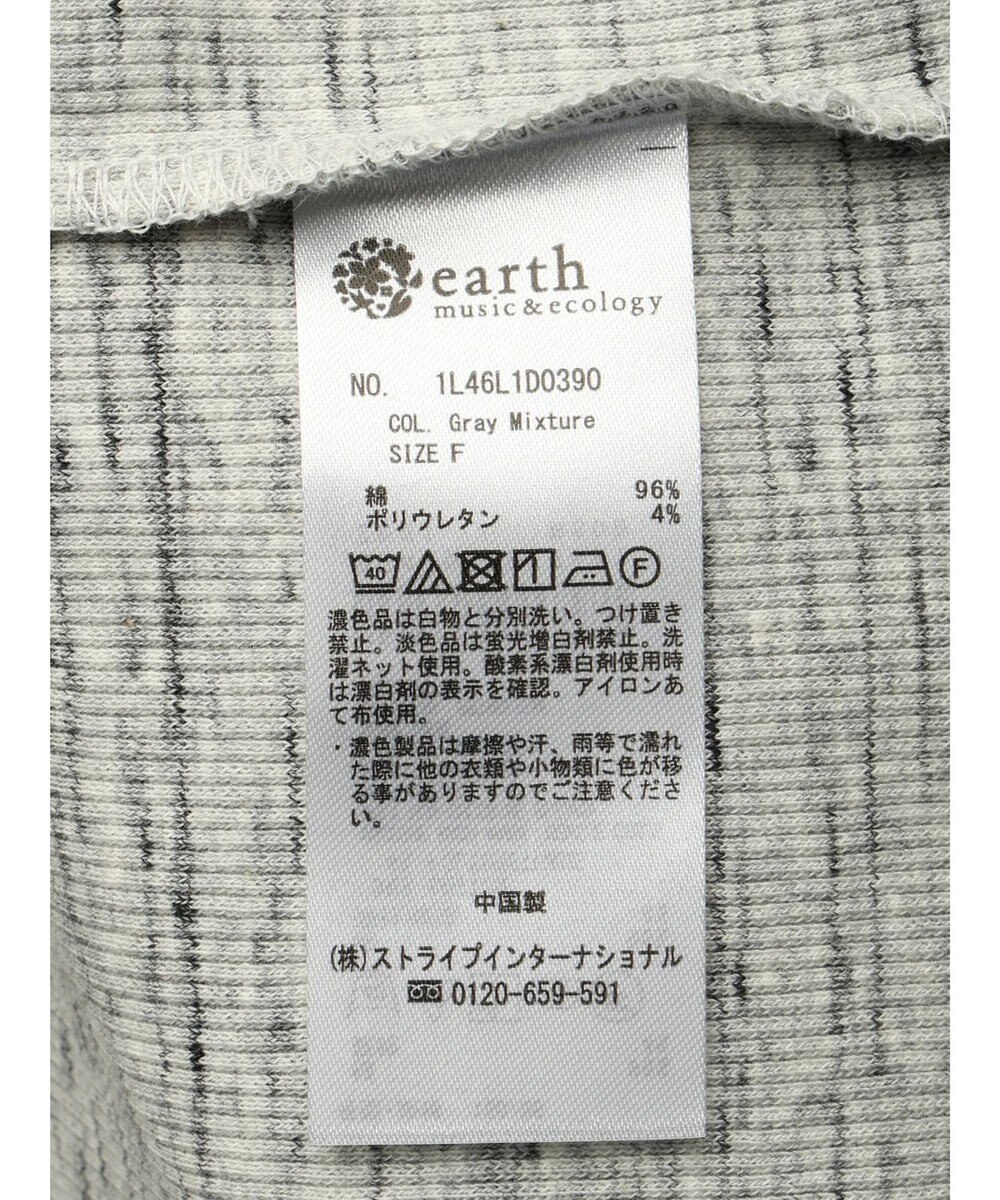 earth
music & ecology
NO. 1L46L1D0390
COL. Gray Mixture
SIZE F
綿 96%
ポリウレタン 4%
40 F
濃色品は白物と分別洗い。つけ置き
禁止。淡色品は蛍光増白剤禁止。洗
濯ネット使用。酸素系漂白剤使用時
は漂白剤の表示を確認。アイロンあ
て布使用。
・濃色製品は摩擦や汗、雨等で濡れ
た際に他の衣類や小物類に色が移
る事がありますのでご注意くださ
い。
中国製
(株)ストライプインターナショナル
0120-659-591